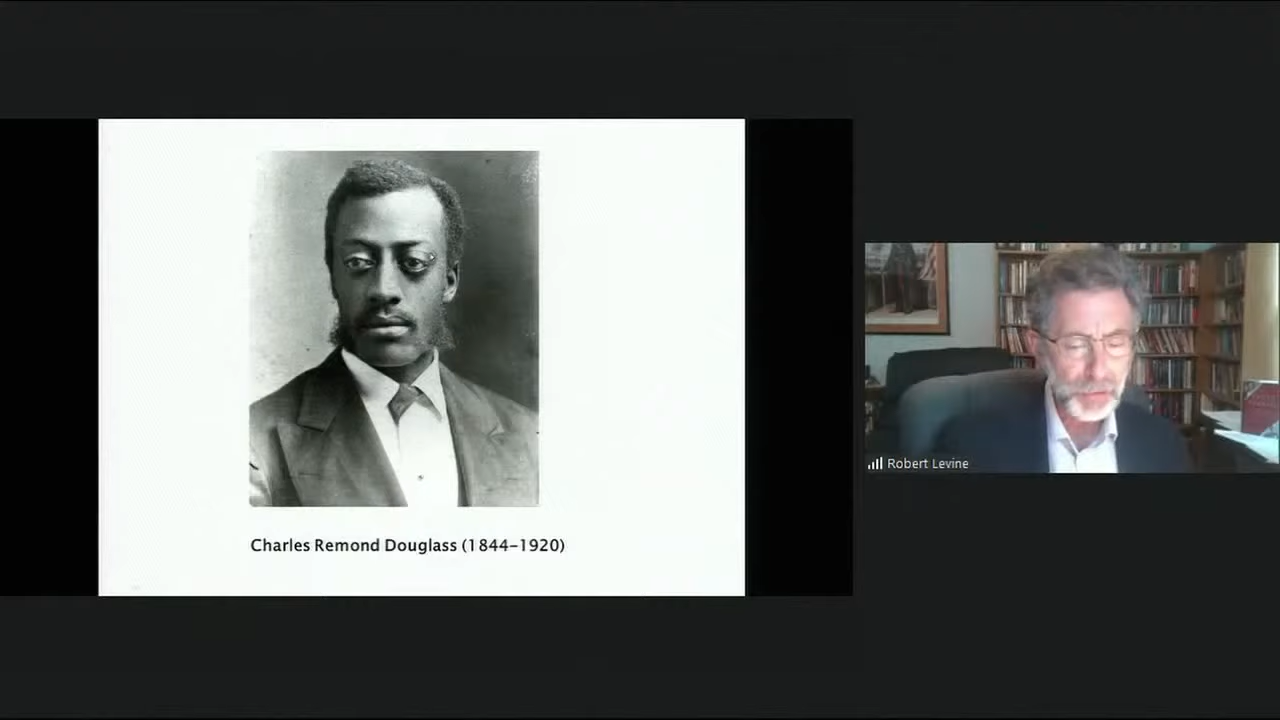 Charles Remond Douglass (1844–1920)
Robert Levine